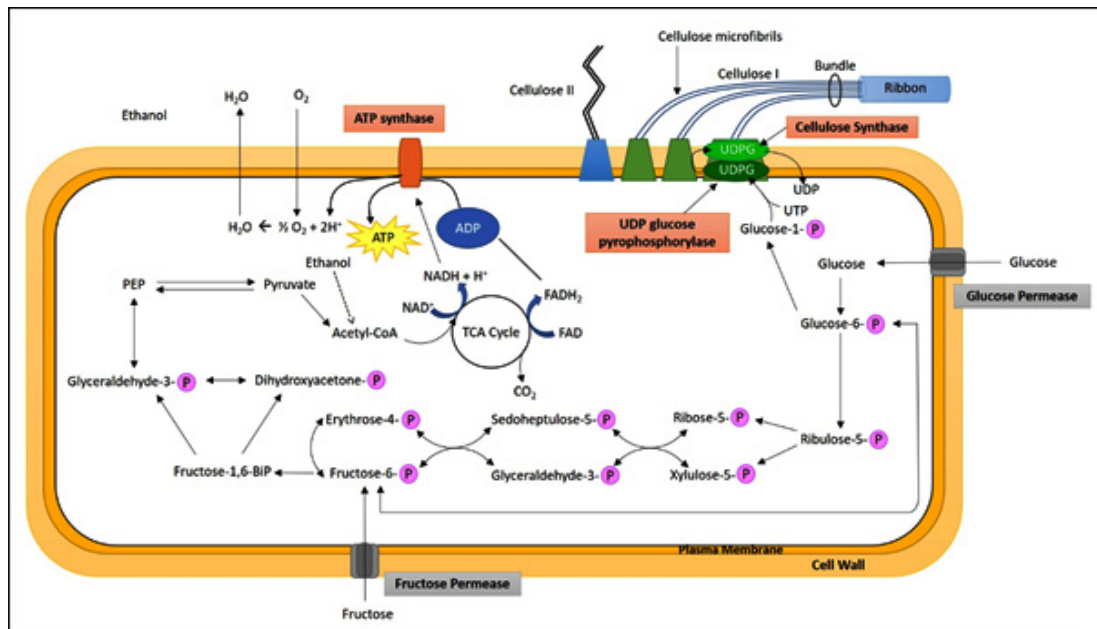 Cellulose microfibrils
Cellulose I
Bundle
Ribbon
Cellulose II
H₂O
O₂
Ethanol
ATP synthase
Cellulose Synthase
UDPG
UDPG
UDP
UTP
UDP glucose
pyrophosphorylase
Glucose-1- P
H₂O ← ½ O₂ + 2H⁺
ATP
ADP
Ethanol
NADH + H⁺
Glucose
Glucose
Glucose Permease
PEP
Pyruvate
NAD⁺
FADH₂
Acetyl-CoA
TCA Cycle
FAD
Glucose-6- P
CO₂
Glyceraldehyde-3- P
Dihydroxyacetone- P
Erythrose-4- P
Sedoheptulose-5- P
Ribose-5- P
Ribulose-5- P
Fructose-1,6-BiP
Fructose-6- P
Glyceraldehyde-3- P
Xylulose-5- P
Plasma Membrane
Cell Wall
Fructose Permease
Fructose